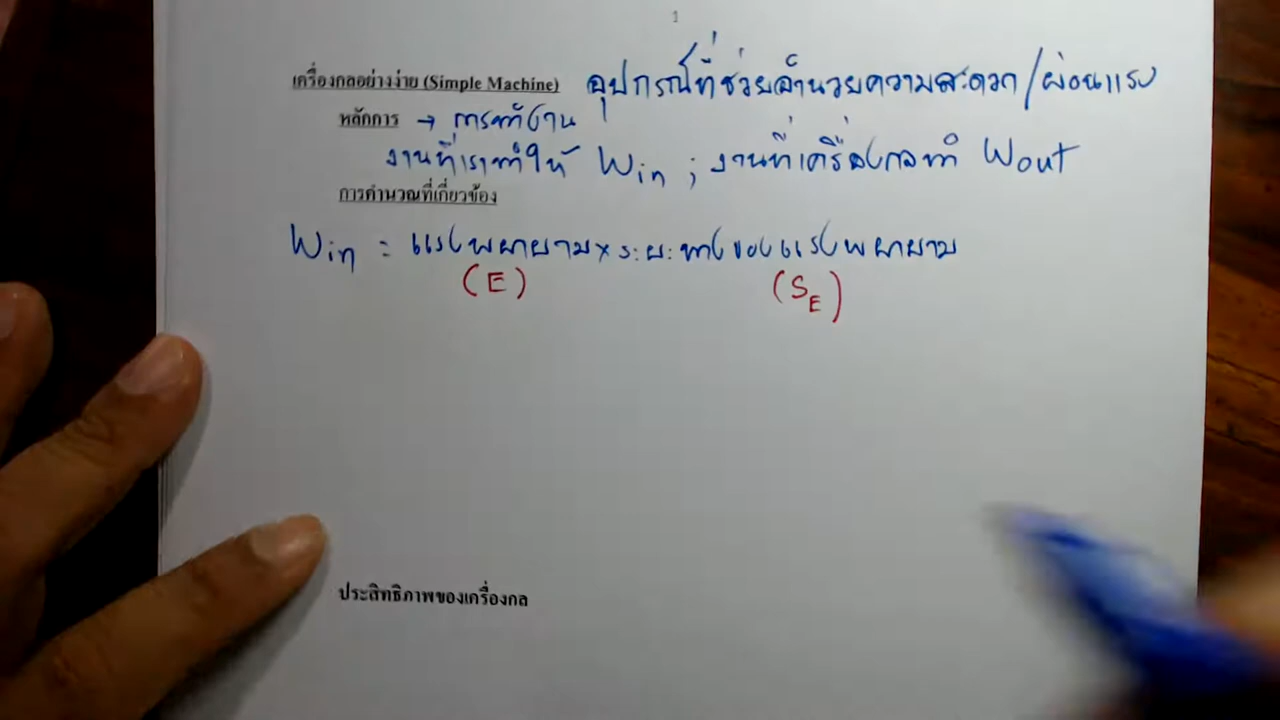 1
เครื่องกลอย่างง่าย (Simple Machine) อุปกรณ์ที่ช่วยอำนวยความสะดวก/ผ่อนแรง
หลักการ → การทำงาน
งานที่เราทำให้ Win ; งานที่เครื่องกลทำ Wout
การคำนวณที่เกี่ยวข้อง
Win = แรงพยายาม × ระยะทางของแรงพยายาม
(E) (SE)
ประสิทธิภาพของเครื่องกล